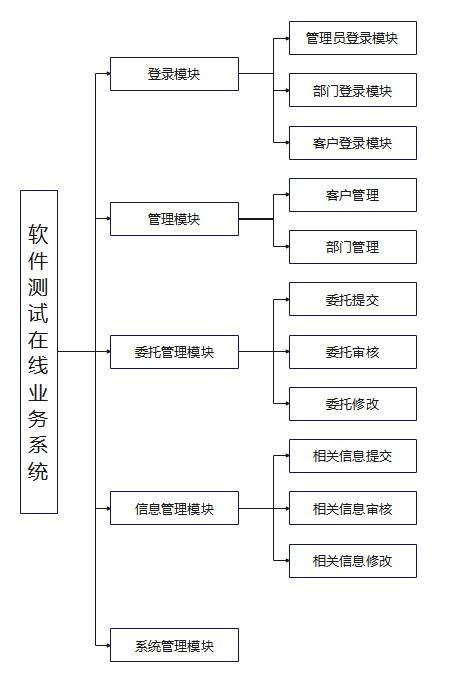 软件测试在线业务系统
登录模块
管理员登录模块
部门登录模块
客户登录模块
管理模块
客户管理
部门管理
委托管理模块
委托提交
委托审核
委托修改
信息管理模块
相关信息提交
相关信息审核
相关信息修改
系统管理模块